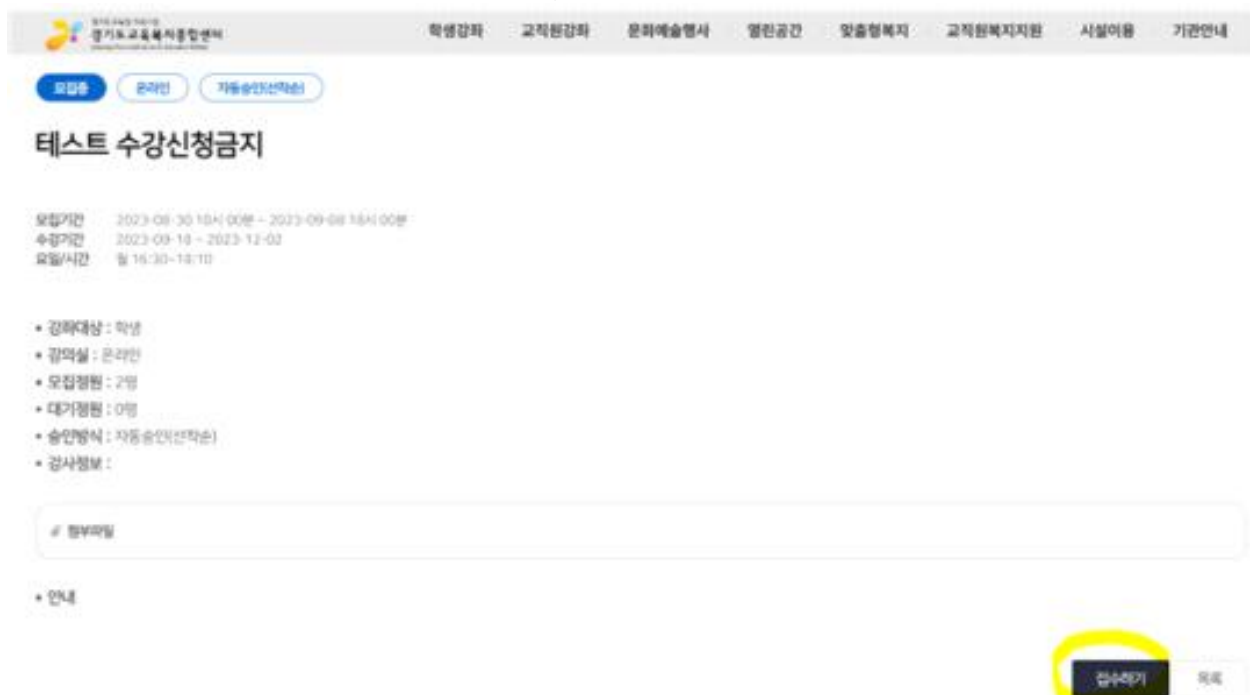 경기도교육복지종합센터
학생강좌 교직원강좌 문화예술행사 열린공간 맞춤형복지 교직원복지지원 시설이용 기관안내
모집중 온라인 자동승인(선착순)
테스트 수강신청금지
모집기간 2023-08-30 10시 00분 ~ 2023-09-08 18시 00분
수강기간 2023-09-18 ~ 2023-12-02
요일/시간 월 16:30~18:10
• 강좌대상 : 학생
• 강의실 : 온라인
• 모집정원 : 2명
• 대기정원 : 0명
• 승인방식 : 자동승인(선착순)
• 강사정보 :
첨부파일
• 안내
접수하기 목록